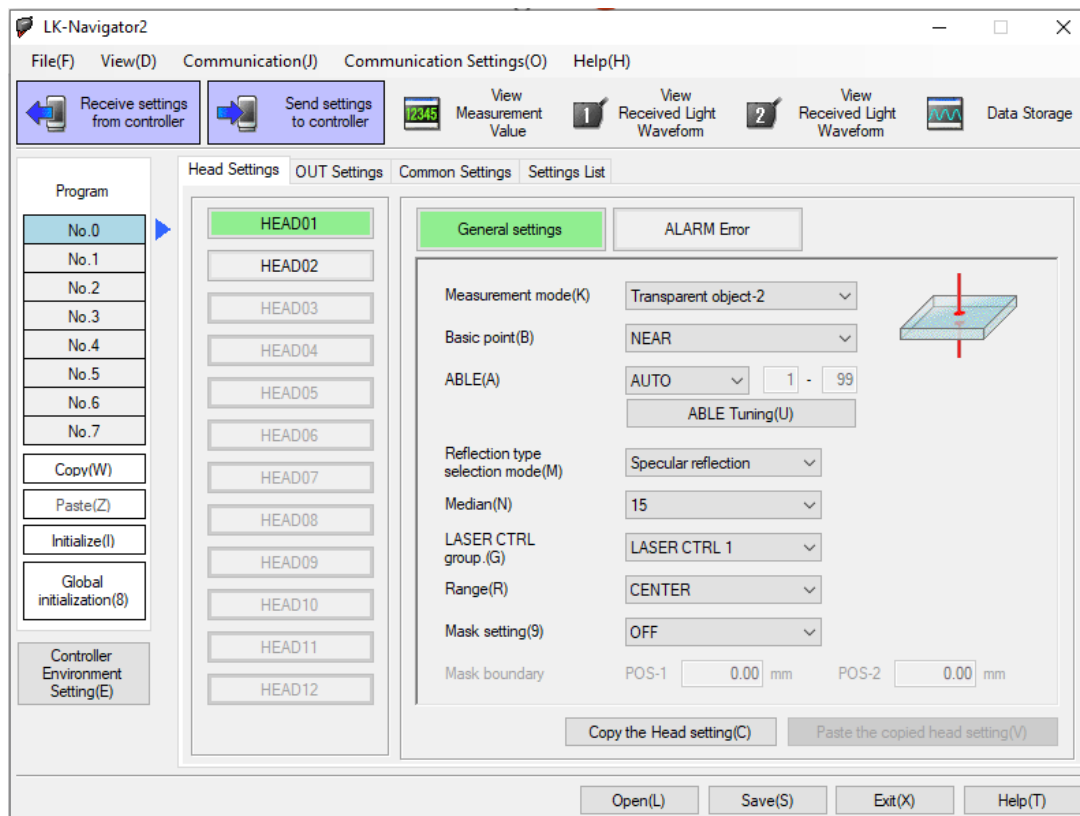 LK-Navigator2
File(F) View(D) Communication(J) Communication Settings(O) Help(H)
Receive settings
from controller
Send settings
to controller
12345
View
Measurement
Value
1
View
Received Light
Waveform
2
View
Received Light
Waveform
Data Storage
Program
No.0
No.1
No.2
No.3
No.4
No.5
No.6
No.7
Copy(W)
Paste(Z)
Initialize(I)
Global
initialization(8)
Controller
Environment
Setting(E)
Head Settings OUT Settings Common Settings Settings List
HEAD01
HEAD02
HEAD03
HEAD04
HEAD05
HEAD06
HEAD07
HEAD08
HEAD09
HEAD10
HEAD11
HEAD12
General settings ALARM Error
Measurement mode(K) Transparent object-2
Basic point(B) NEAR
ABLE(A) AUTO 1 - 99
ABLE Tuning(U)
Reflection type
selection mode(M) Specular reflection
Median(N) 15
LASER CTRL
group.(G) LASER CTRL 1
Range(R) CENTER
Mask setting(9) OFF
Mask boundary POS-1 0.00 mm POS-2 0.00 mm
Copy the Head setting(C) Paste the copied head setting(V)
Open(L) Save(S) Exit(X) Help(T)